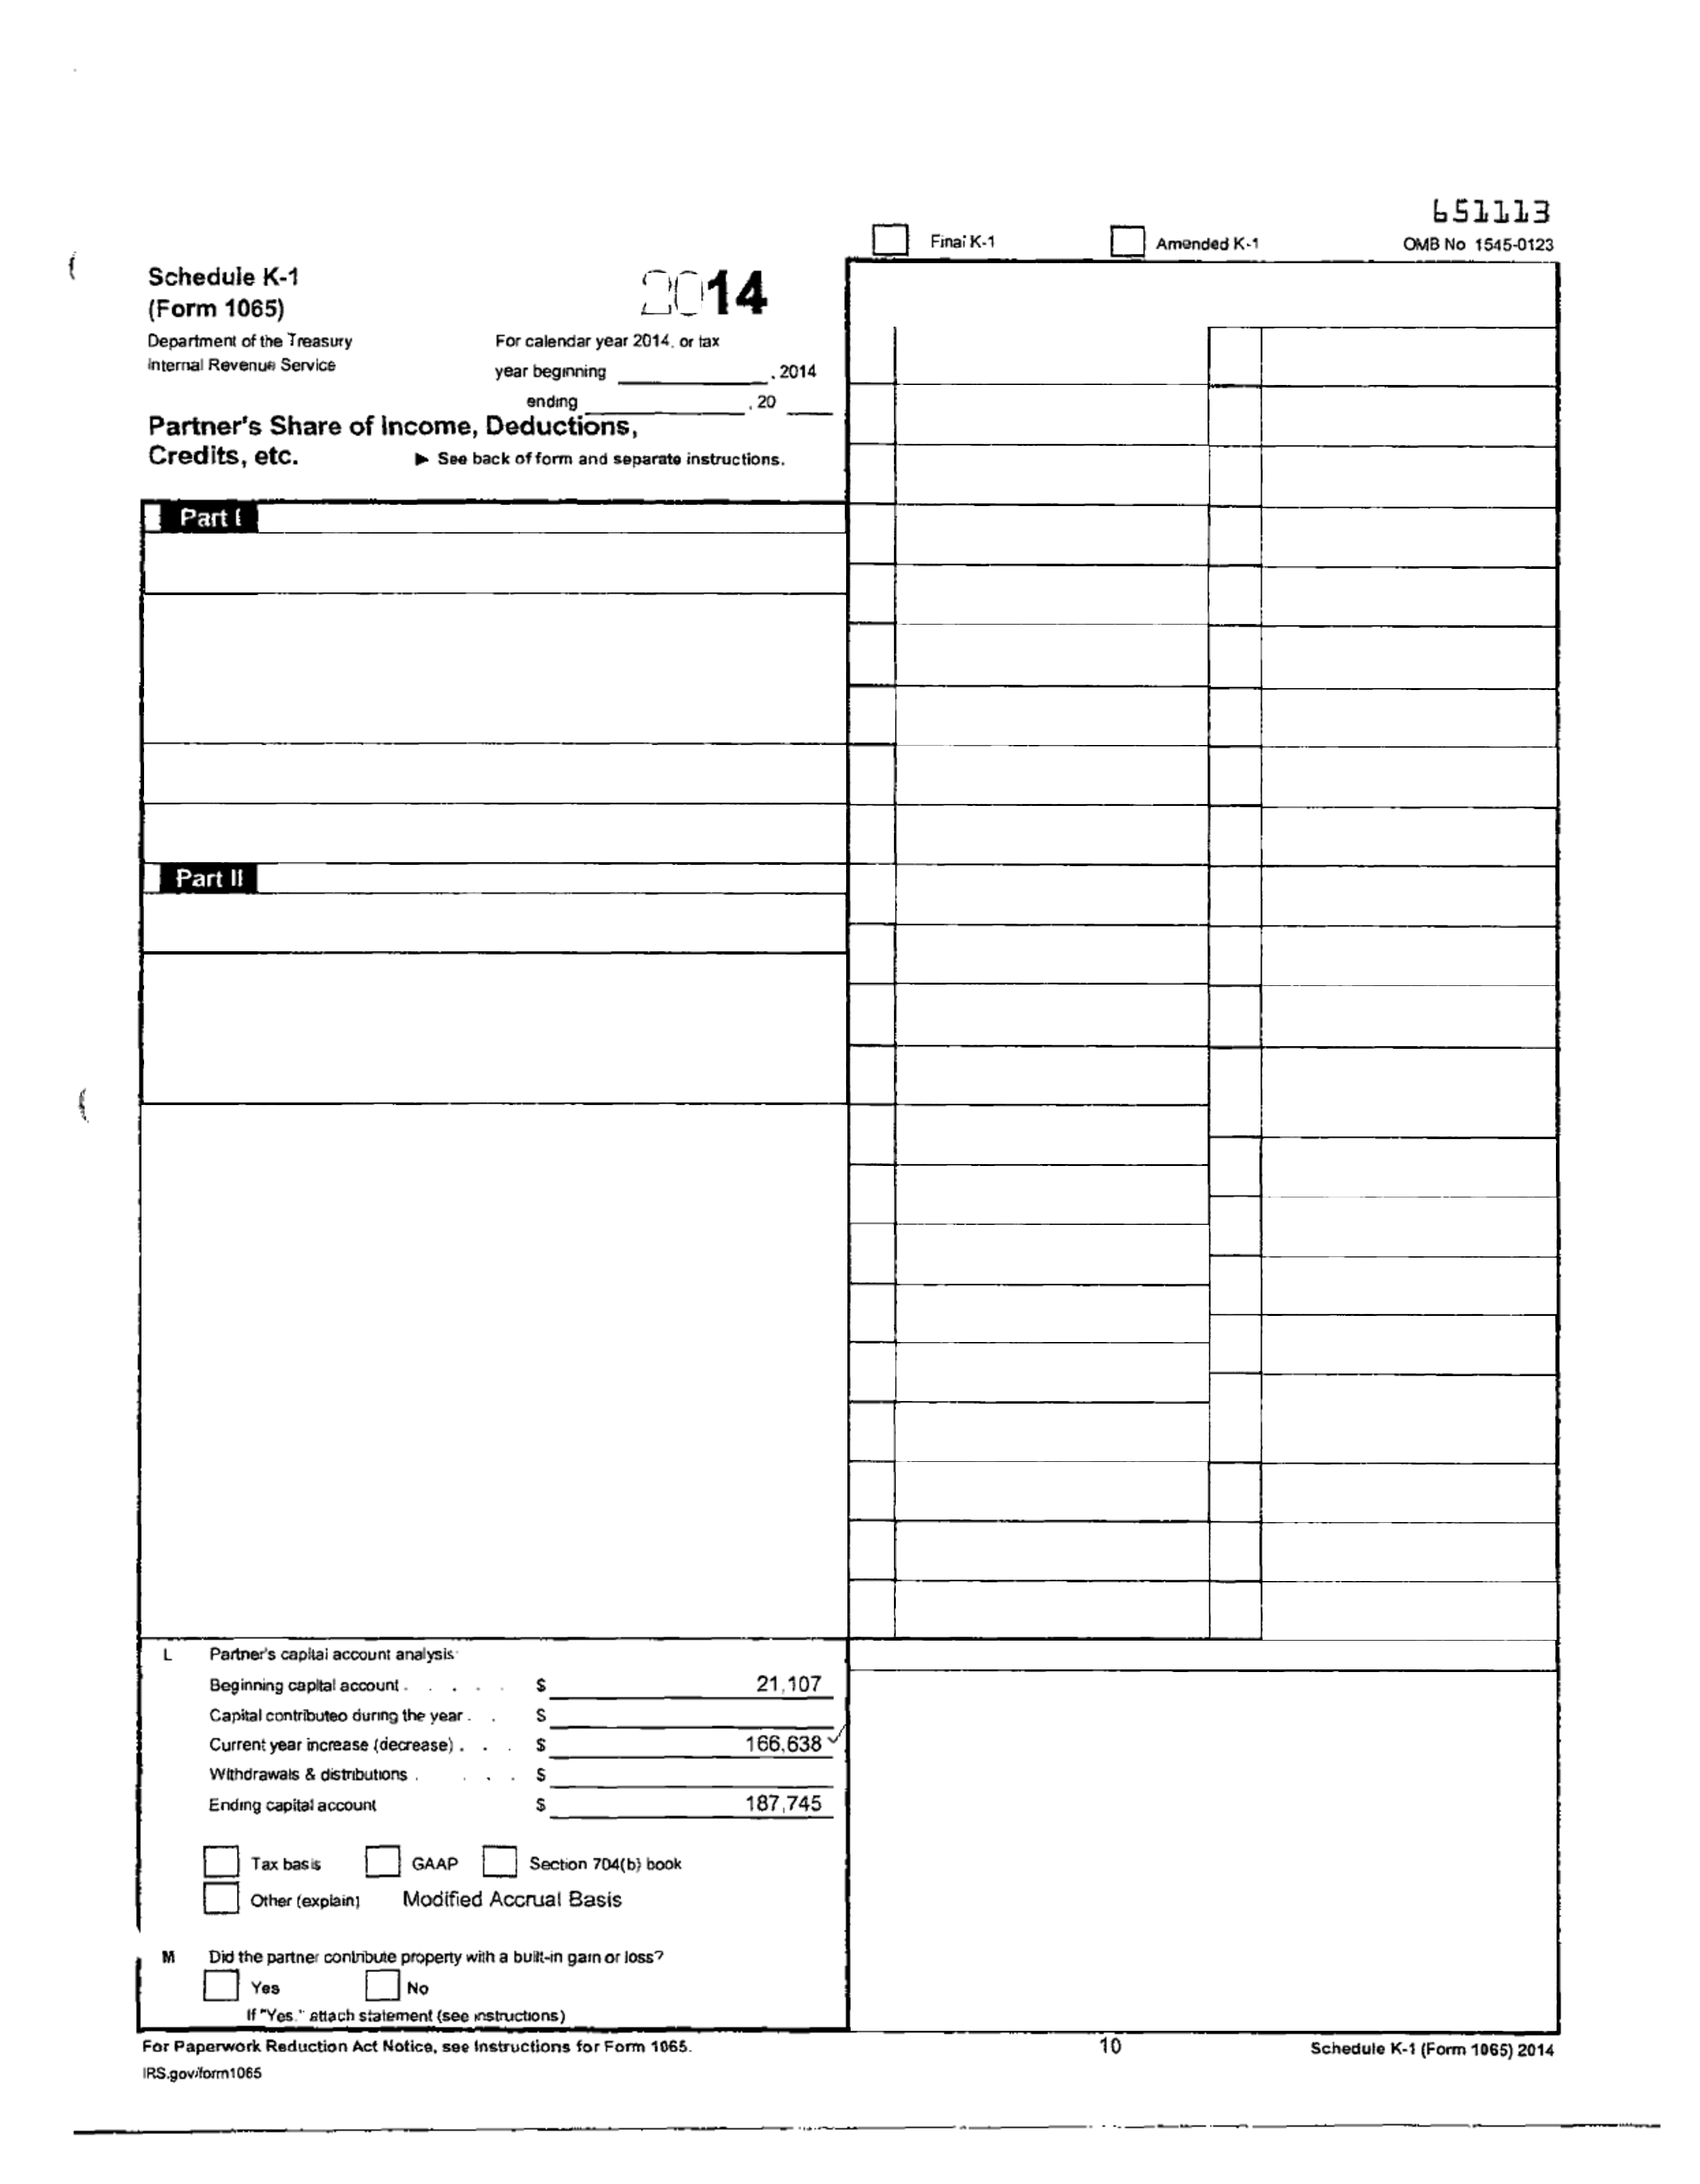 651113
Final K-1 Amended K-1 OMB No 1545-0123
Schedule K-1
(Form 1065)
2014
Department of the Treasury
Internal Revenue Service
For calendar year 2014, or tax
year beginning , 2014
ending , 20
Partner's Share of Income, Deductions,
Credits, etc. ► See back of form and separate instructions.
Part I
Part II
L Partner's capital account analysis
Beginning capital account . . . . . $ 21,107
Capital contributed during the year . . $
Current year increase (decrease) . . . $ 166,638 ✓
Withdrawals & distributions . . . . $
Ending capital account $ 187,745
Tax basis GAAP Section 704(b) book
Other (explain) Modified Accrual Basis
M Did the partner contribute property with a built-in gain or loss?
Yes No
If "Yes," attach statement (see instructions)
For Paperwork Reduction Act Notice, see Instructions for Form 1065. 10 Schedule K-1 (Form 1065) 2014
IRS.gov/form1065